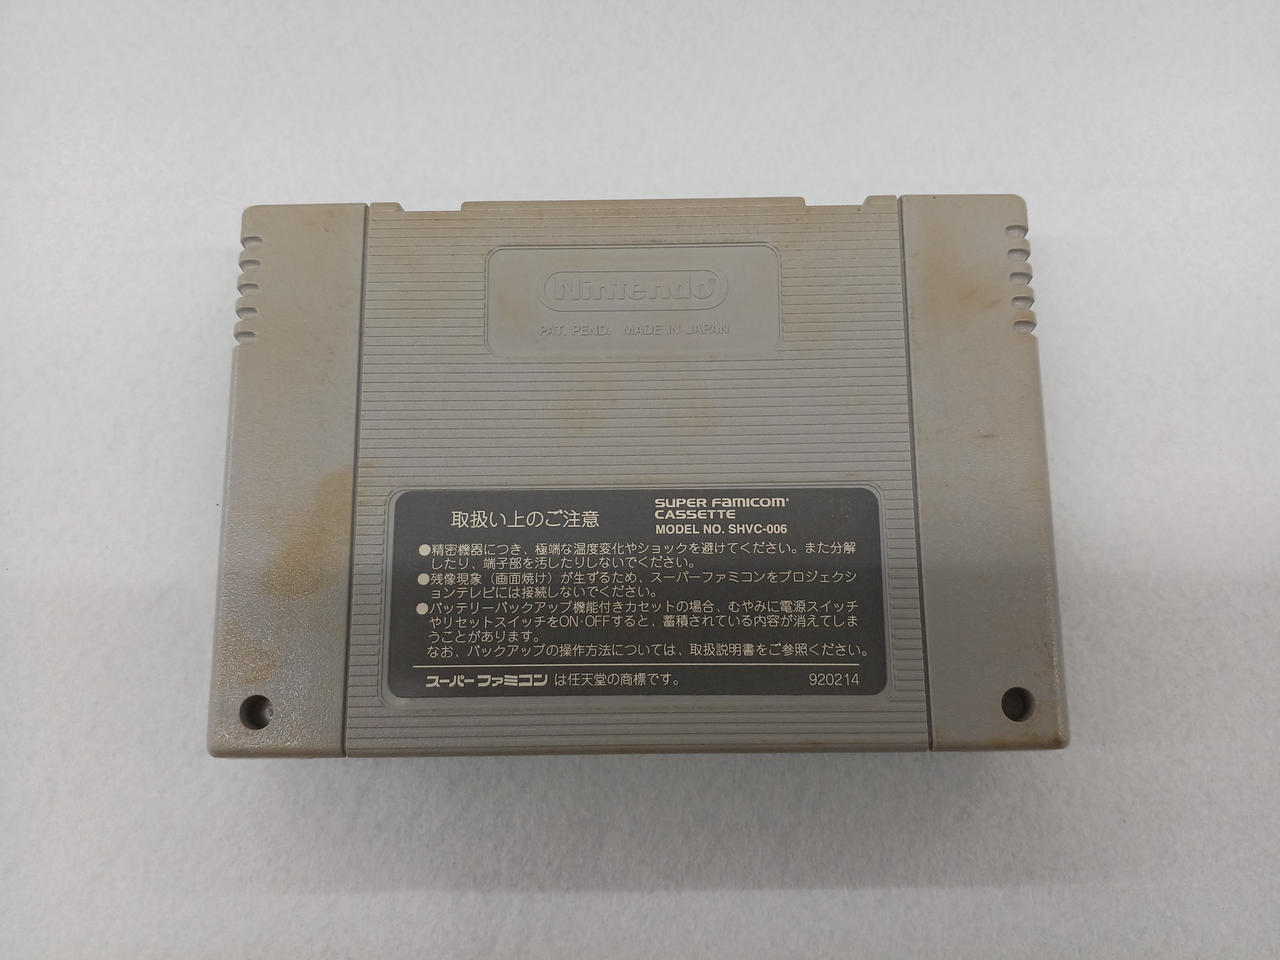 Nintendo®
PAT. PEND. MADE IN JAPAN
取扱い上のご注意
SUPER FAMICOM®
CASSETTE
MODEL NO. SHVC-006
●精密機器につき、極端な温度変化やショックを避けてください。また分解
したり、端子部を汚したりしないでください。
●残像現象（画面焼け）が生ずるため、スーパーファミコンをプロジェクシ
ョンテレビには接続しないでください。
●バッテリーバックアップ機能付きカセットの場合、むやみに電源スイッチ
やリセットスイッチをON·OFFすると、蓄積されている内容が消えてしま
うことがあります。
なお、バックアップの操作方法については、取扱説明書をご参照ください。
スーパーファミコン は任天堂の商標です。
920214